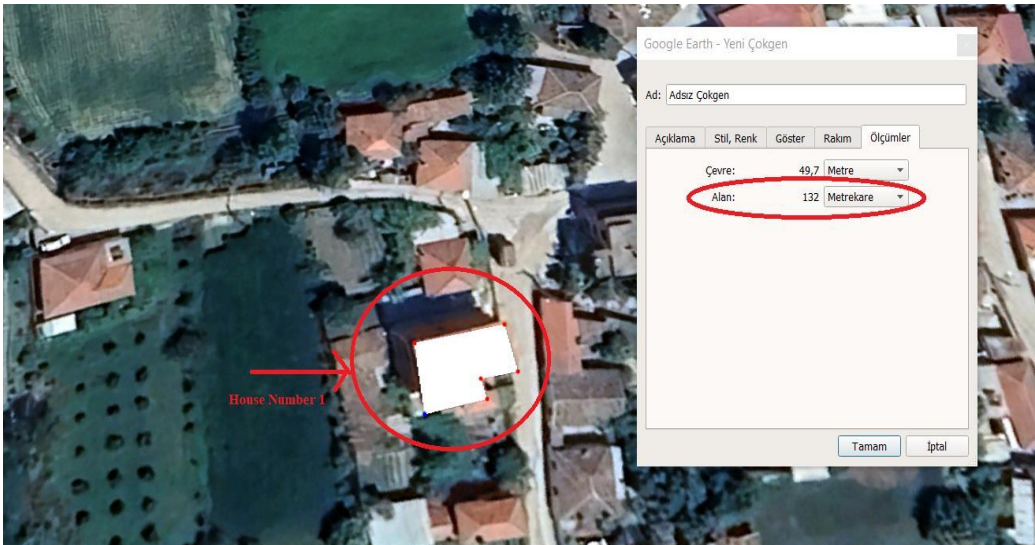 Google Earth - Yeni Çokgen
Ad: Adsız Çokgen
Açıklama Stil, Renk Göster Rakım Ölçümler
Çevre: 49,7 Metre
Alan: 132 Metrekare
House Number 1
Tamam İptal